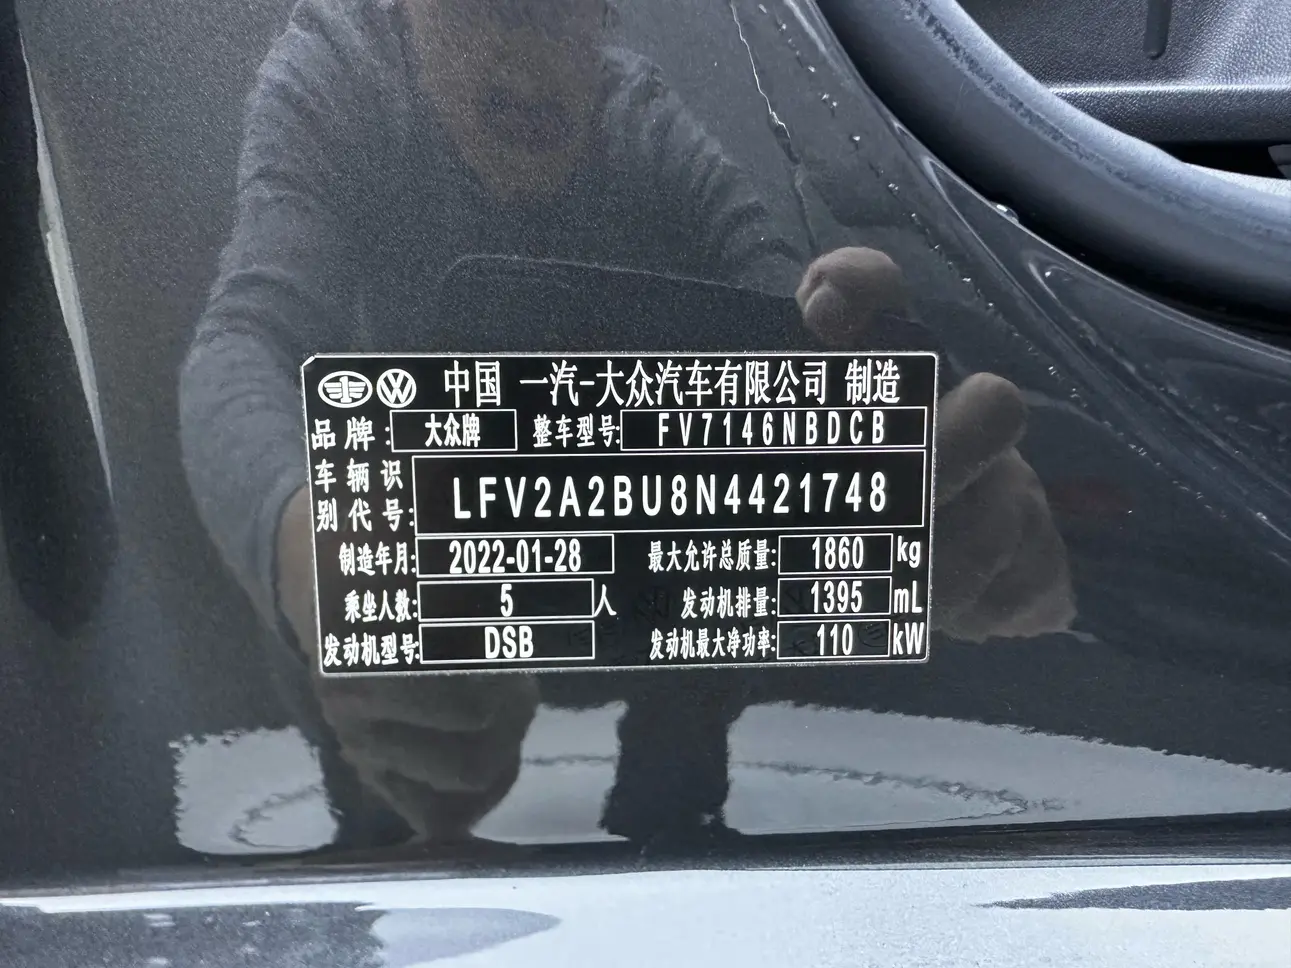 中国 一汽-大众汽车有限公司 制造
品牌: 大众牌 整车型号: FV7146NBDCB
车辆识别代号: LFV2A2BU8N4421748
制造年月: 2022-01-28 最大允许总质量: 1860 kg
乘坐人数: 5 人 发动机排量: 1395 mL
发动机型号: DSB 发动机最大净功率: 110 kW